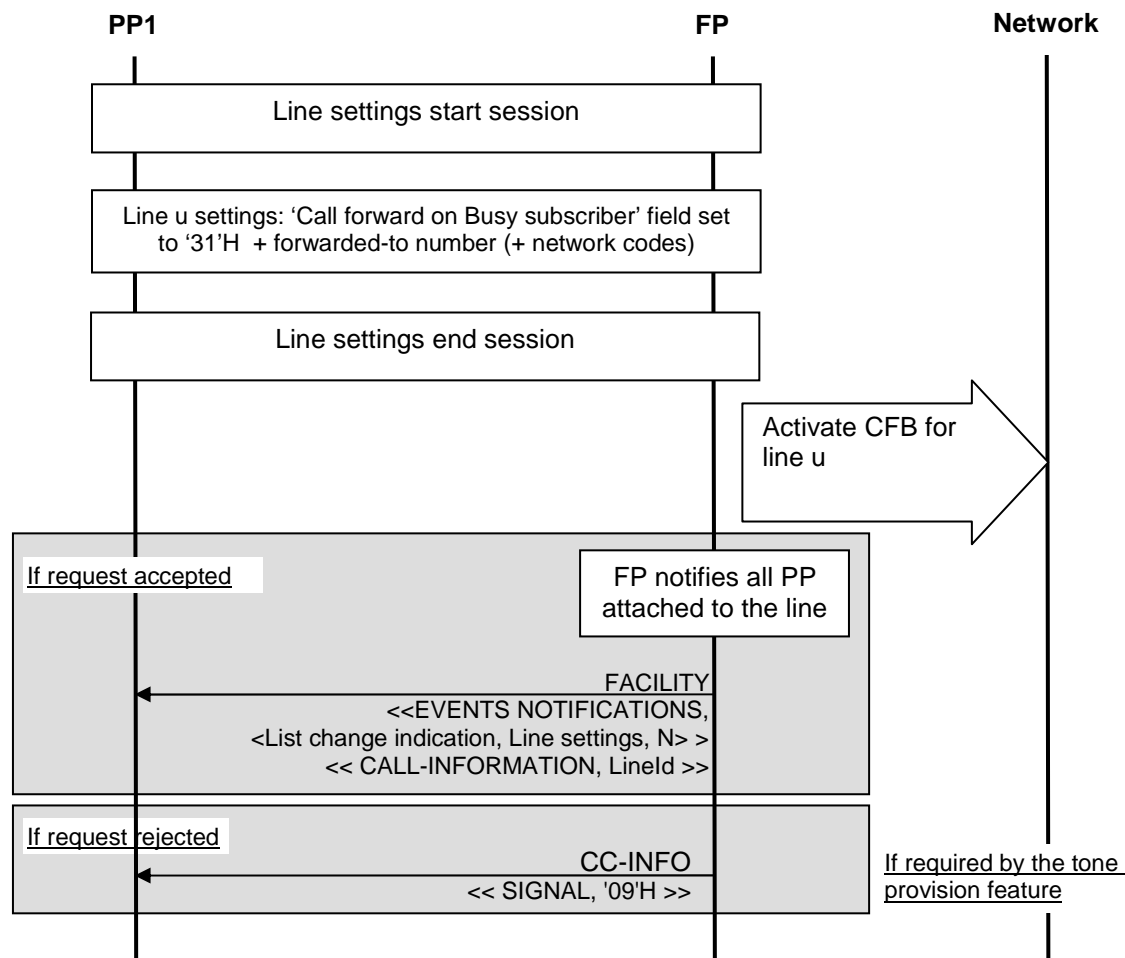 PP1
FP
Network
Line settings start session
Line u settings: ‘Call forward on Busy subscriber’ field set
to ‘31’H + forwarded-to number (+ network codes)
Line settings end session
Activate CFB for
line u
If request accepted
FP notifies all PP
attached to the line
FACILITY
<<EVENTS NOTIFICATIONS,
<List change indication, Line settings, N> >
<< CALL-INFORMATION, LineId >>
If request rejected
CC-INFO
<< SIGNAL, '09'H >>
If required by the tone
provision feature